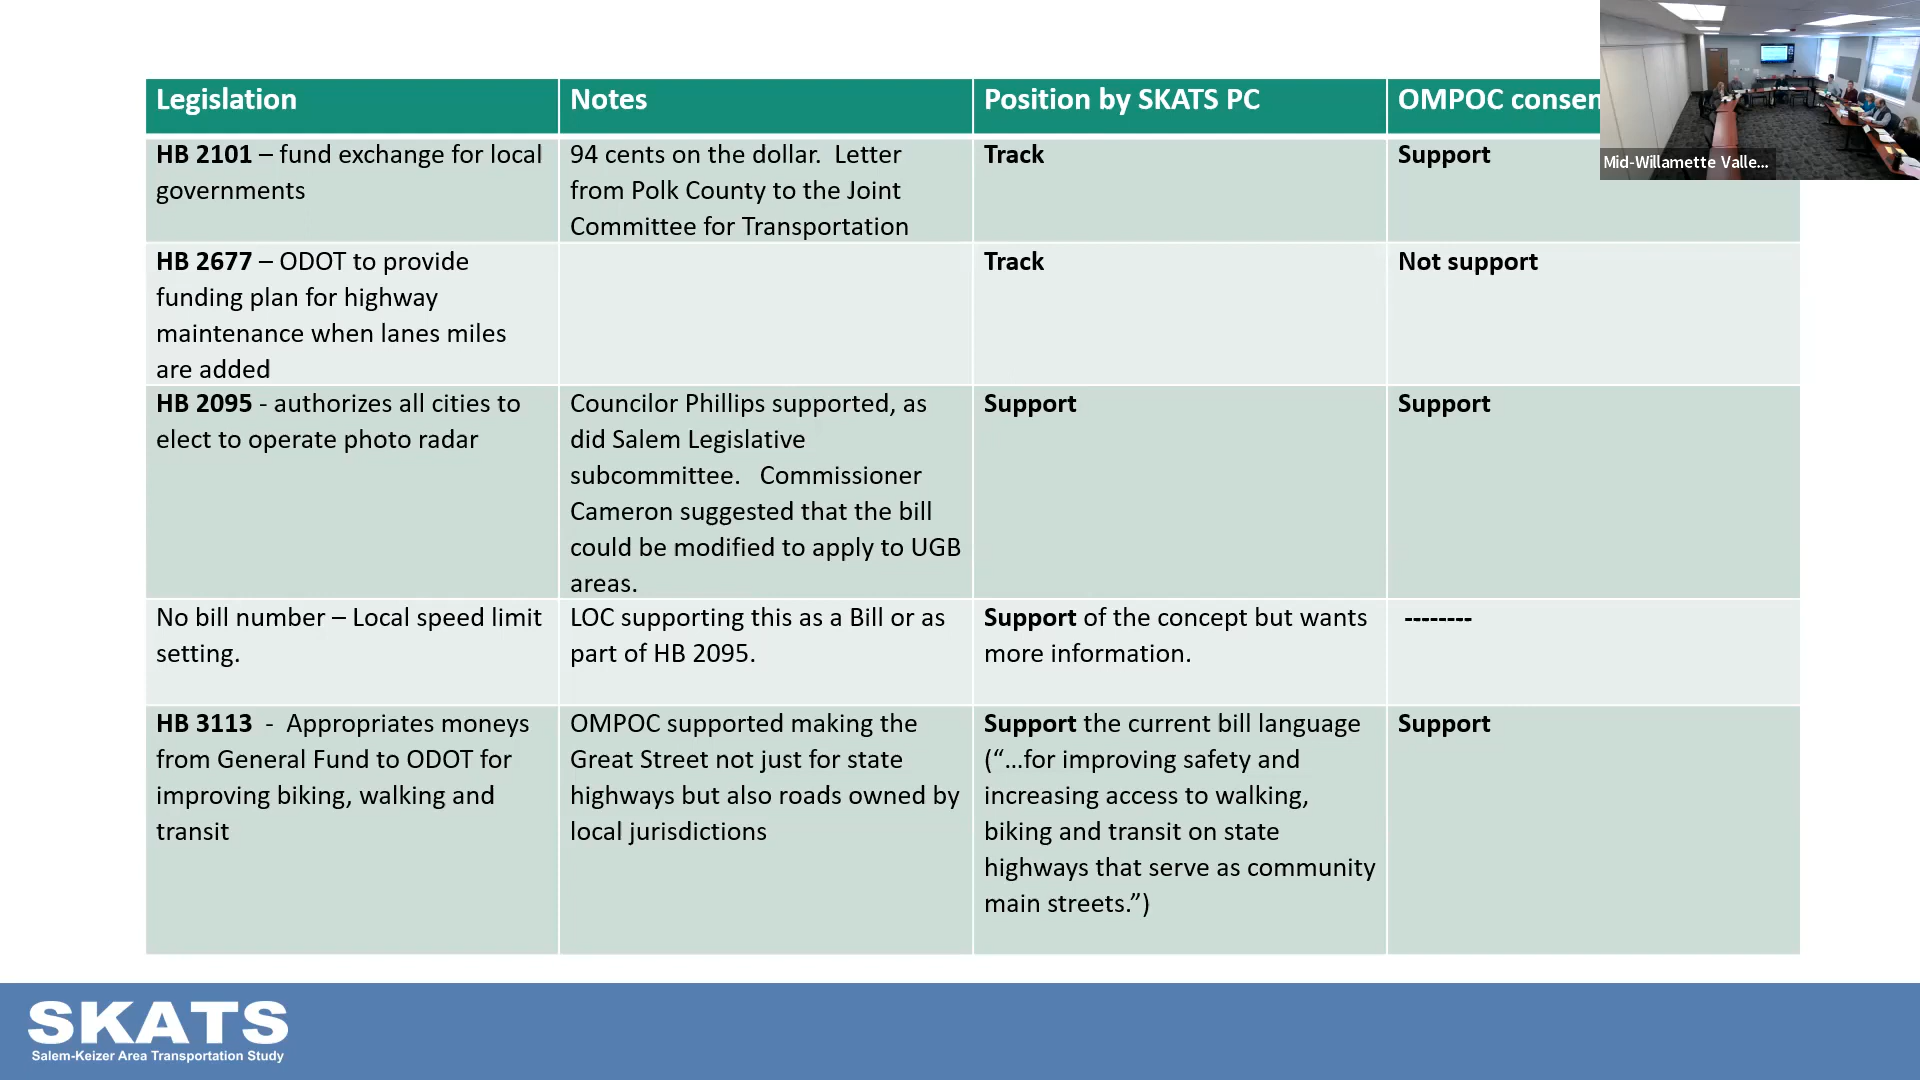 Legislation
Notes
Position by SKATS PC
OMPOC consen
HB 2101 – fund exchange for local
governments
94 cents on the dollar.  Letter
from Polk County to the Joint
Committee for Transportation
Track
Support
HB 2677 – ODOT to provide
funding plan for highway
maintenance when lanes miles
are added
Track
Not support
HB 2095 - authorizes all cities to
elect to operate photo radar
Councilor Phillips supported, as
did Salem Legislative
subcommittee.   Commissioner
Cameron suggested that the bill
could be modified to apply to UGB
areas.
Support
Support
No bill number – Local speed limit
setting.
LOC supporting this as a Bill or as
part of HB 2095.
Support of the concept but wants
more information.
--------
HB 3113  -  Appropriates moneys
from General Fund to ODOT for
improving biking, walking and
transit
OMPOC supported making the
Great Street not just for state
highways but also roads owned by
local jurisdictions
Support the current bill language
(“…for improving safety and
increasing access to walking,
biking and transit on state
highways that serve as community
main streets.”)
Support
Mid-Willamette Valle...
SKATS
Salem-Keizer Area Transportation Study